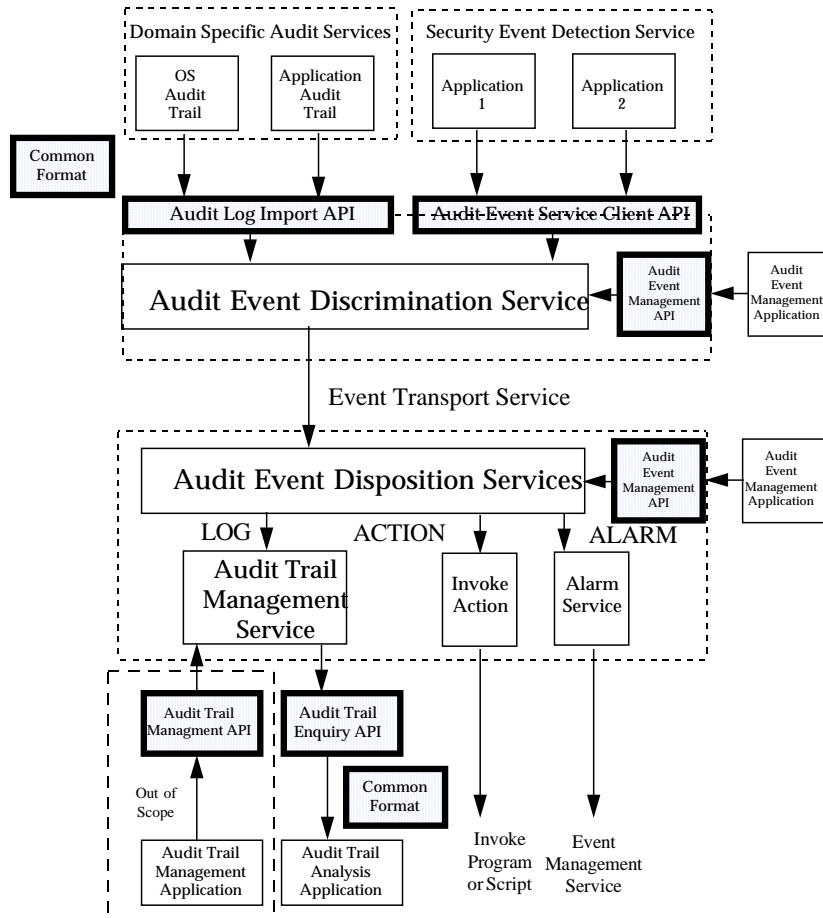 Domain Specific Audit Services
Security Event Detection Service
OS
Audit
Trail
Application
Audit
Trail
Application
1
Application
2
Common
Format
Audit Log Import API
Audit Event Service Client API
Audit Event Discrimination Service
Audit
Event
Management
API
Audit
Event
Management
Application
Event Transport Service
Audit Event Disposition Services
Audit
Event
Management
API
Audit
Event
Management
Application
LOG
ACTION
ALARM
Audit Trail
Management
Service
Invoke
Action
Alarm
Service
Audit Trail
Managment API
Audit Trail
Enquiry API
Out of
Scope
Common
Format
Audit Trail
Management
Application
Audit Trail
Analysis
Application
Invoke
Program
or Script
Event
Management
Service